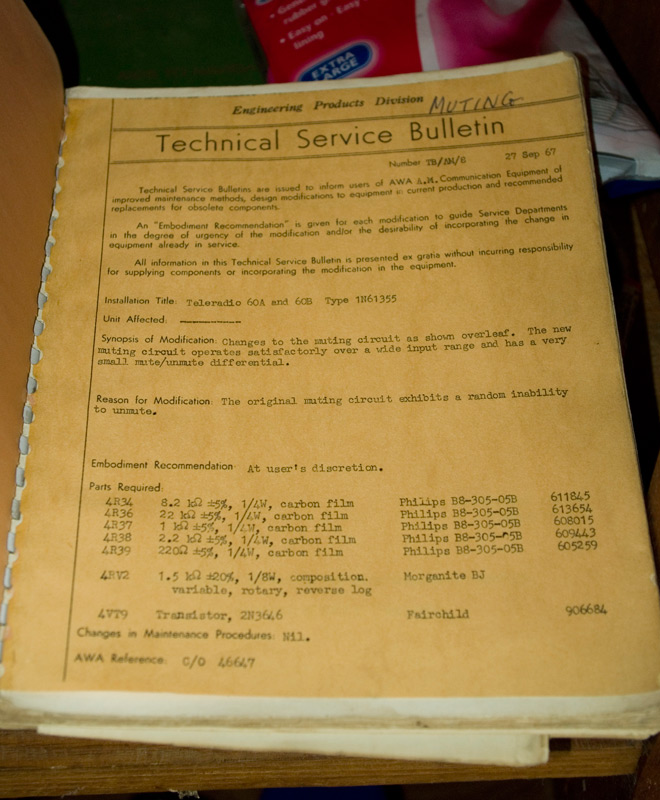 • Gene
rubber g
• Easy on · Easy
lining
EXTRA
LARGE
Engineering Products Division MUTING
Technical Service Bulletin
Number TB/AM/6 27 Sep 67
Technical Service Bulletins are issued to inform users of AWA A.M. Communication Equipment of
improved maintenance methods, design modifications to equipment in current production and recommended
replacements for obsolete components.
An "Embodiment Recommendation" is given for each modification to guide Service Departments
in the degree of urgency of the modification and/or the desirability of incorporating the change in
equipment already in service.
All information in this Technical Service Bulletin is presented ex gratia without incurring responsibility
for supplying components or incorporating the modification in the equipment.
Installation Title: Teleradio 60A and 60B Type 1N61355
Unit Affected: ----------
Synopsis of Modification: Changes to the muting circuit as shown overleaf. The new
muting circuit operates satisfactorly over a wide input range and has a very
small mute/unmute differential.
Reason for Modification: The original muting circuit exhibits a random inability
to unmute.
Embodiment Recommendation: At user's discretion.
Parts Required:
4R34 8.2 kΩ ±5%, 1/4W, carbon film Philips B8-305-05B 611845
4R36 22 kΩ ±5%, 1/4W, carbon film Philips B8-305-05B 613654
4R37 1 kΩ ±5%, 1/4W, carbon film Philips B8-305-05B 608015
4R38 2.2 kΩ ±5%, 1/4W, carbon film Philips B8-305-05B 609443
4R39 220Ω ±5%, 1/4W, carbon film Philips B8-305-05B 605259
4RV2 1.5 kΩ ±20%, 1/8W, composition. Morganite BJ
variable, rotary, reverse log
4VT9 Transistor, 2N3646 Fairchild 906684
Changes in Maintenance Procedures: Nil.
AWA Reference: C/O 46647